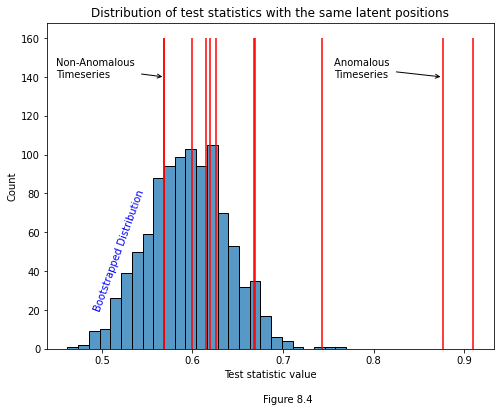 Distribution of test statistics with the same latent positions
160
140
120
100
80
60
40
20
0
Count
Non-Anomalous
Timeseries
Anomalous
Timeseries
Bootstrapped Distribution
0.5 0.6 0.7 0.8 0.9
Test statistic value
Figure 8.4